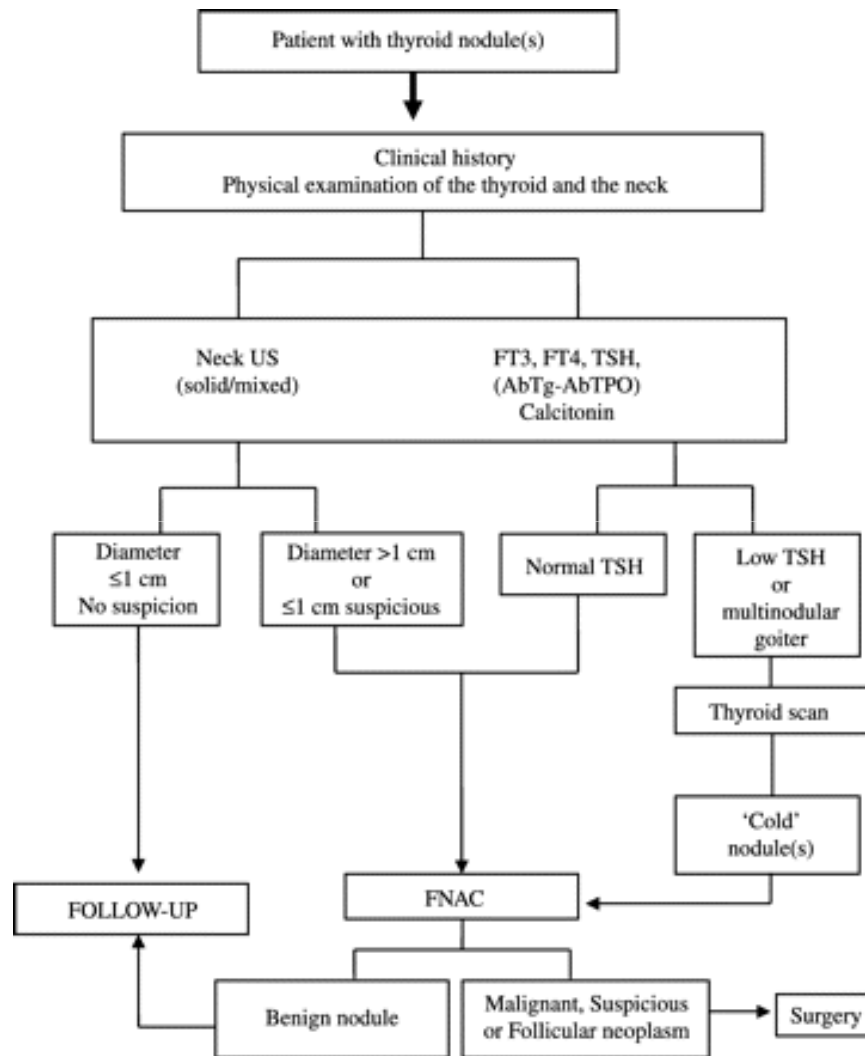 Patient with thyroid nodule(s)
Clinical history
Physical examination of the thyroid and the neck
Neck US
(solid/mixed)
FT3, FT4, TSH,
(AbTg-AbTPO)
Calcitonin
Diameter
≤1 cm
No suspicion
Diameter >1 cm
or
≤1 cm suspicious
Normal TSH
Low TSH
or
multinodular
goiter
Thyroid scan
‘Cold’
nodule(s)
FOLLOW-UP
FNAC
Benign nodule
Malignant, Suspicious
or Follicular neoplasm
Surgery